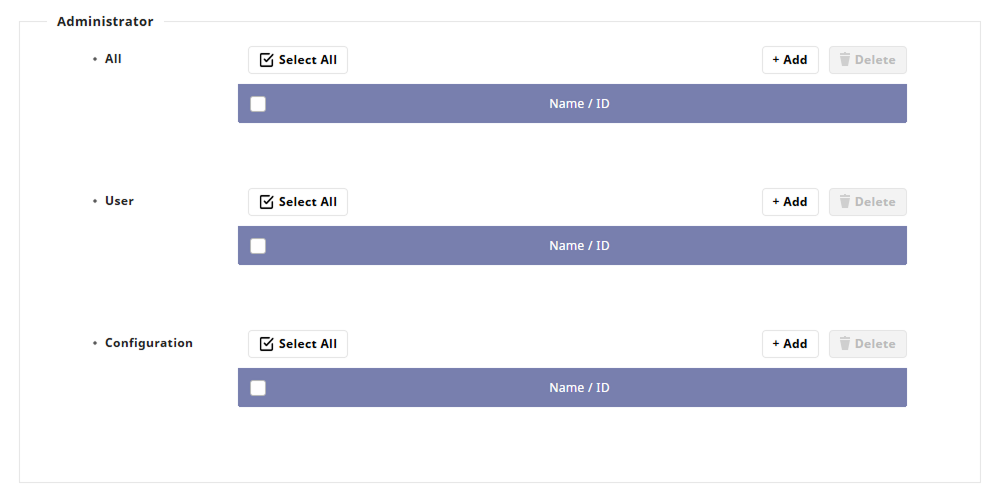 Administrator
• All
Select All
+ Add
Delete
Name / ID
• User
Select All
+ Add
Delete
Name / ID
• Configuration
Select All
+ Add
Delete
Name / ID